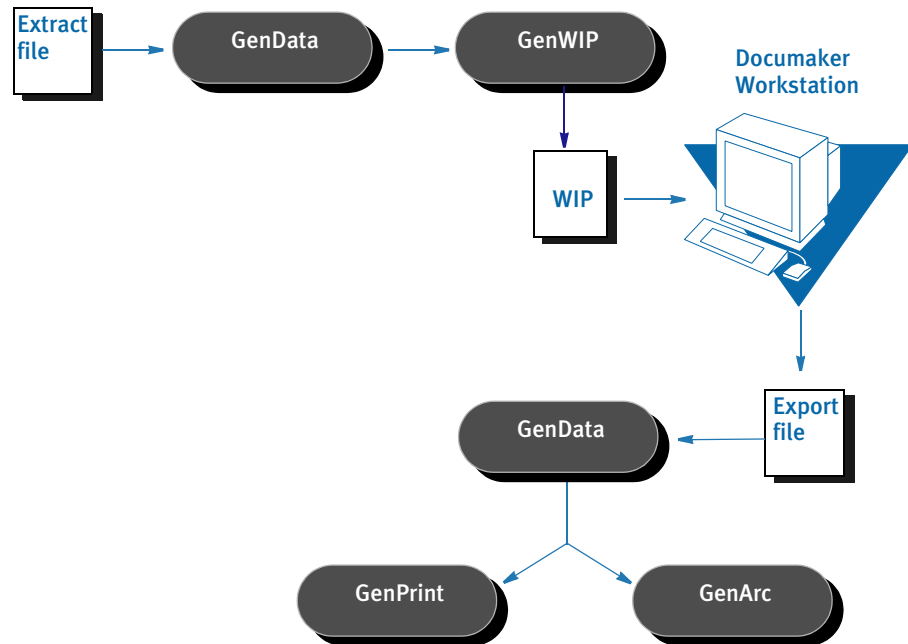 Extract
file
GenData
GenWIP
Documaker
Workstation
WIP
Export
file
GenData
GenPrint
GenArc